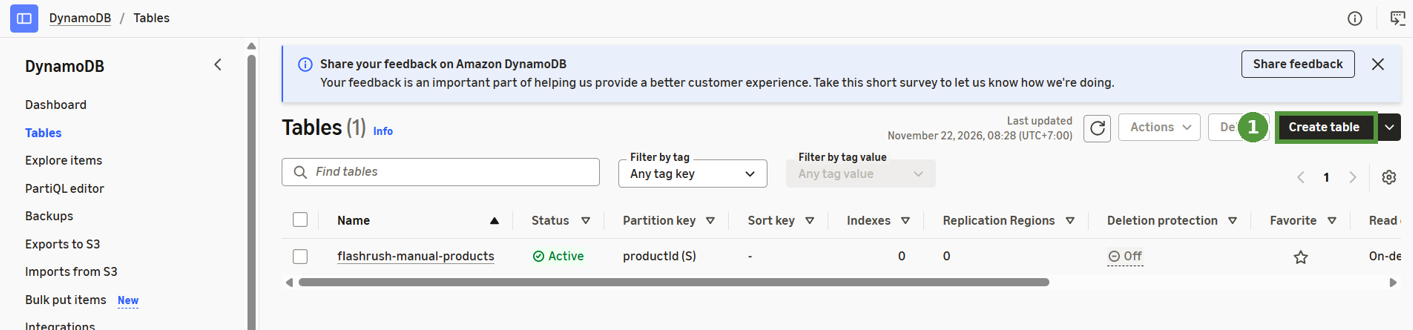 DynamoDB / Tables
DynamoDB
Dashboard
Tables
Explore items
PartiQL editor
Backups
Exports to S3
Imports from S3
Bulk put items New
Integrations
Share your feedback on Amazon DynamoDB
Your feedback is an important part of helping us provide a better customer experience. Take this short survey to let us know how we're doing.
Share feedback
Tables (1) Info
Last updated
November 22, 2026, 08:28 (UTC+7:00)
Actions
1
Create table
Find tables
Filter by tag
Any tag key
Filter by tag value
Any tag value
1
Name Status Partition key Sort key Indexes Replication Regions Deletion protection Favorite Read
flashrush-manual-products Active productId (S) - 0 0 Off On-de